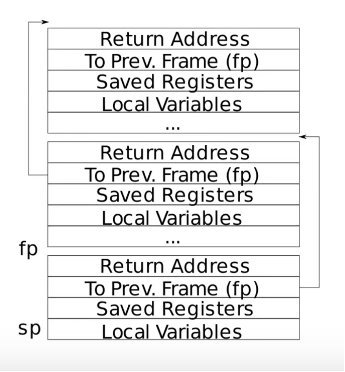 Return Address
To Prev. Frame (fp)
Saved Registers
Local Variables
...
Return Address
To Prev. Frame (fp)
Saved Registers
Local Variables
...
fp
Return Address
To Prev. Frame (fp)
Saved Registers
sp
Local Variables